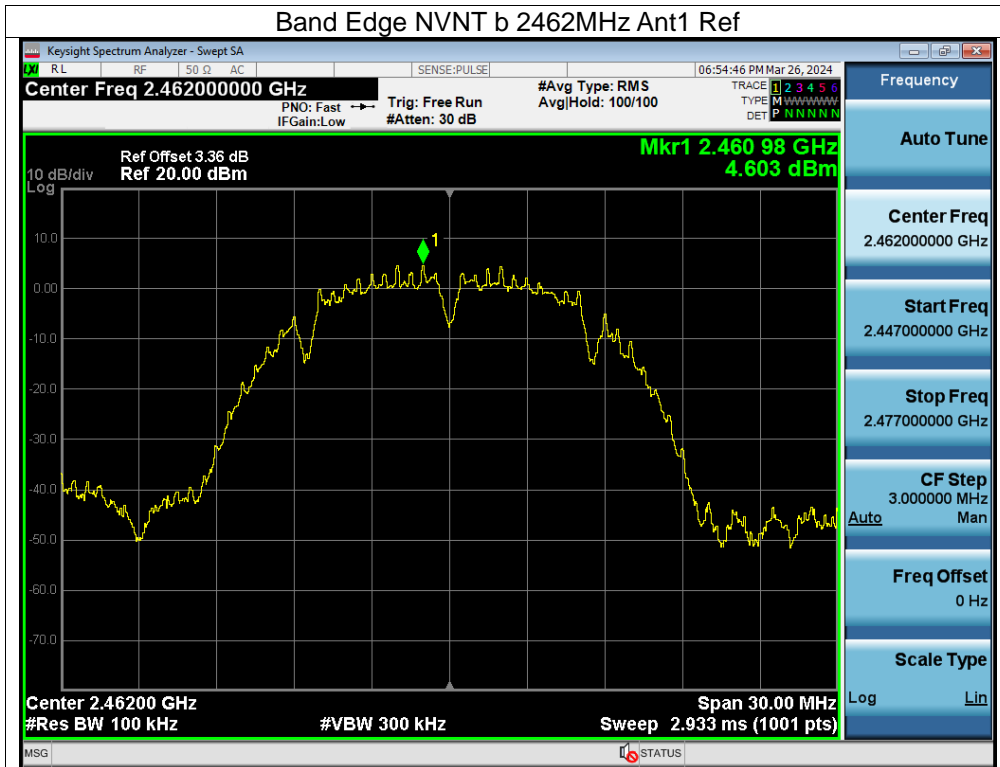 Band Edge NVNT b 2462MHz Ant1 Ref
Keysight Spectrum Analyzer - Swept SA
LXI RL RF 50 Ω AC SENSE:PULSE 06:54:46 PM Mar 26, 2024
Center Freq 2.462000000 GHz
PNO: Fast
IFGain:Low
Trig: Free Run
#Atten: 30 dB
#Avg Type: RMS
Avg|Hold: 100/100
TRACE 1 2 3 4 5 6
TYPE M WWWWW
DET P N N N N N
Frequency
Mkr1 2.460 98 GHz
4.603 dBm
Ref Offset 3.36 dB
10 dB/div Ref 20.00 dBm
Log
10.0
0.00
-10.0
-20.0
-30.0
-40.0
-50.0
-60.0
-70.0
1
Center 2.46200 GHz Span 30.00 MHz
#Res BW 100 kHz #VBW 300 kHz Sweep 2.933 ms (1001 pts)
Auto Tune
Center Freq
2.462000000 GHz
Start Freq
2.447000000 GHz
Stop Freq
2.477000000 GHz
CF Step
3.000000 MHz
Auto Man
Freq Offset
0 Hz
Scale Type
Log Lin
MSG STATUS